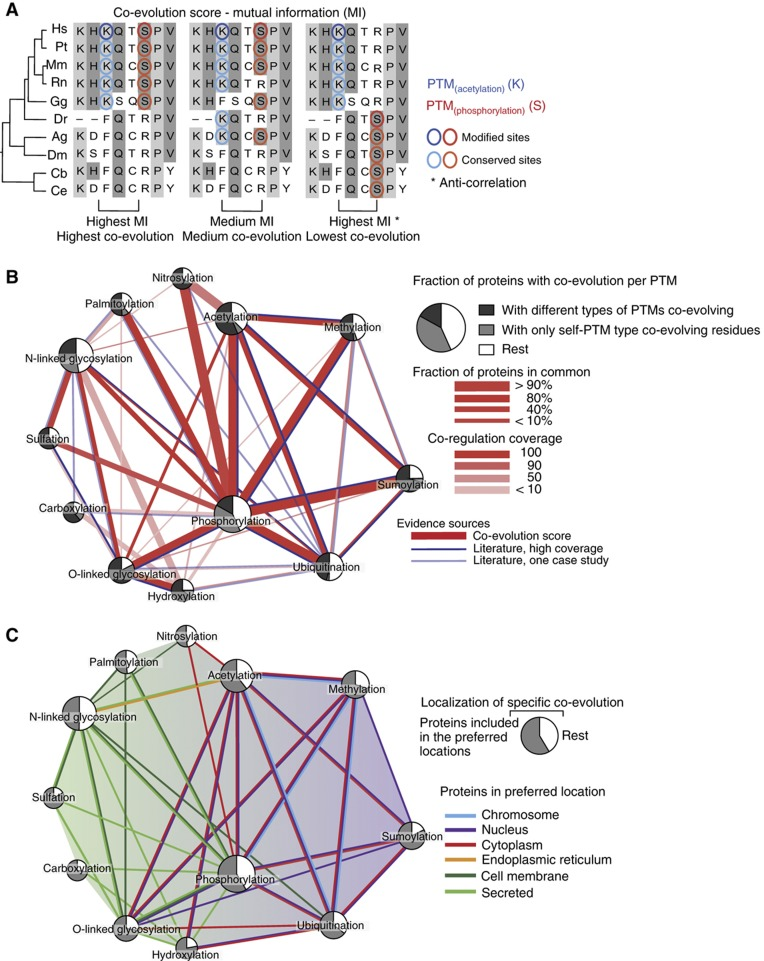 A
Co-evolution score - mutual information (MI)
Hs K H K Q T S P V K H K Q T S P V K H K Q T R P V
Pt K H K Q T S P V K H K Q T S P V K H K Q T R P V
Mm K H K Q T S P V K H K Q T S P V K H K Q T R P V
Rn K H K Q T S P V K H K Q T R P V K H K Q T R P V
Gg K H K S Q S P V K H F S Q S P V K H K S Q R P V
Dr – – F Q T R P V – – K Q T R P V – – F Q T S P V
Ag K D F Q C R P V K D K Q C S P V K D F Q C S P V
Dm K S F Q T R P V K S F Q T R P V K S F Q T S P V
Cb K H F Q C R P Y K H F Q C R P Y K H F Q C S P Y
Ce K D F Q C R P Y K D F Q C R P Y K D F Q C S P Y
Highest MI
Highest co-evolution
Medium MI
Medium co-evolution
Highest MI *
Lowest co-evolution
PTM(acetylation) (K)
PTM(phosphorylation) (S)
Modified sites
Conserved sites
* Anti-correlation
B
Nitrosylation
Palmitoylation
Acetylation
Methylation
N-linked glycosylation
Sulfation
Sumoylation
Carboxylation
Phosphorylation
O-linked glycosylation
Ubiquitination
Hydroxylation
Fraction of proteins with co-evolution per PTM
With different types of PTMs co-evolving
With only self-PTM type co-evolving residues
Rest
Fraction of proteins in common
> 90%
80%
40%
< 10%
Co-regulation coverage
100
90
50
< 10
Evidence sources
Co-evolution score
Literature, high coverage
Literature, one case study
C
Nitrosylation
Palmitoylation
Acetylation
Methylation
N-linked glycosylation
Sulfation
Sumoylation
Carboxylation
Phosphorylation
O-linked glycosylation
Ubiquitination
Hydroxylation
Localization of specific co-evolution
Proteins included
in the preferred
locations
Rest
Proteins in preferred location
Chromosome
Nucleus
Cytoplasm
Endoplasmic reticulum
Cell membrane
Secreted